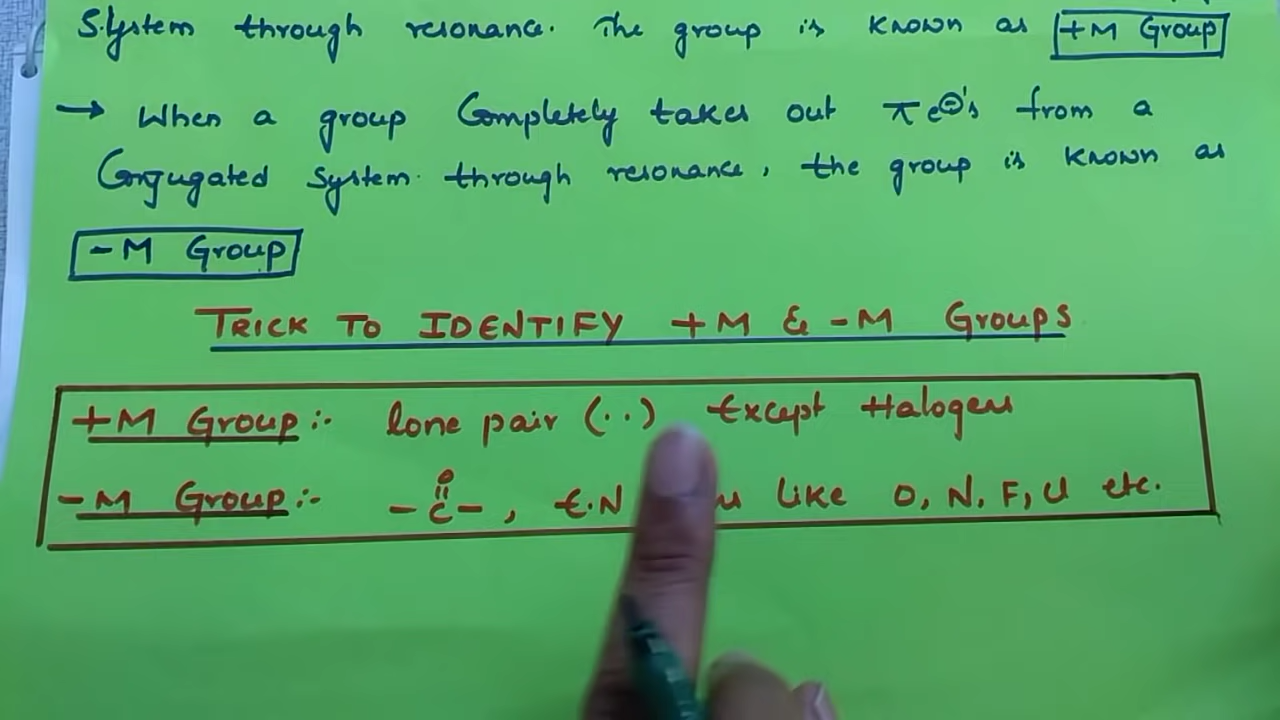 System through resonance. The group is known as +M Group
→ When a group Completely takes out π e⊖'s from a
Conjugated system through resonance, the group is known as
-M Group
TRICK TO IDENTIFY +M & -M Groups
+M Group:- lone pair (..) Except Halogens
O
||
-M Group:- -C-, E.N like O, N, F, Cl etc.